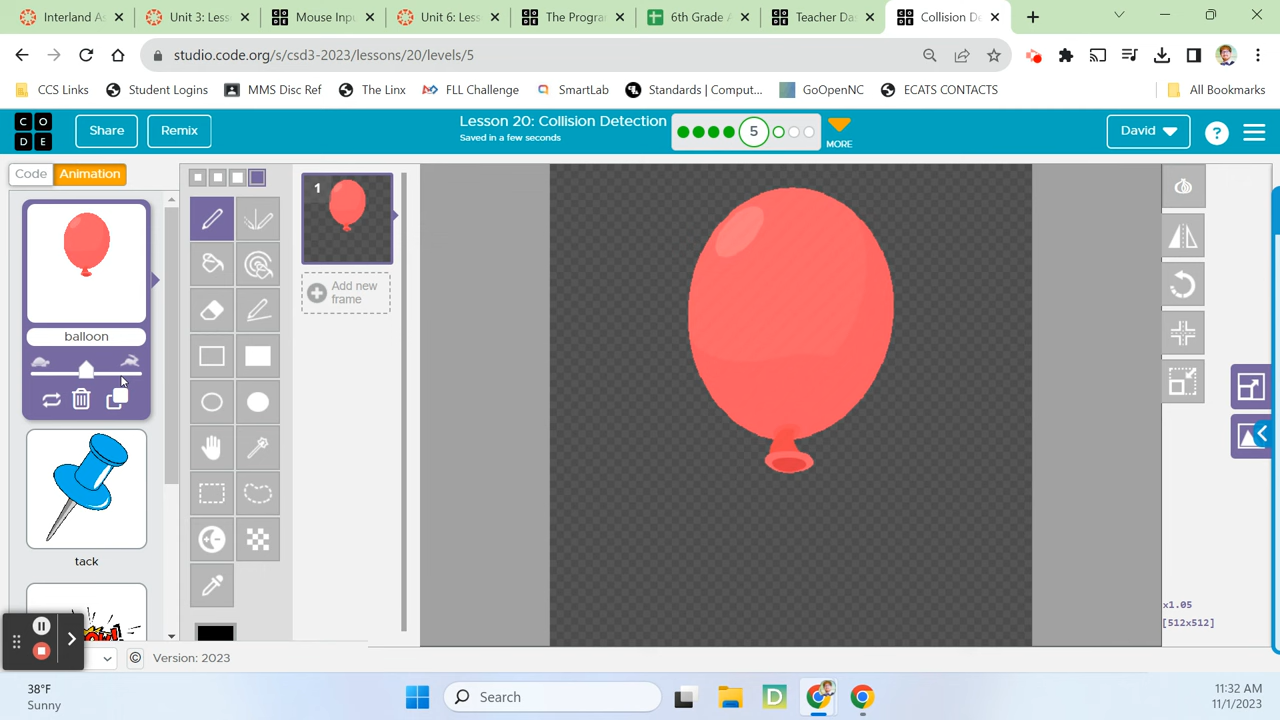 Interland As
Unit 3: Less
Mouse Inpu
Unit 6: Less
The Progra
6th Grade A
Teacher Das
Collision De
studio.code.org/s/csd3-2023/lessons/20/levels/5
CCS Links
Student Logins
MMS Disc Ref
The Linx
FLL Challenge
SmartLab
Standards | Comput...
GoOpenNC
ECATS CONTACTS
All Bookmarks
C O
D E
Share
Remix
Lesson 20: Collision Detection
Saved in a few seconds
5
MORE
David
?
Code
Animation
1
balloon
Add new
frame
tack
x1.05
[512x512]
©
Version: 2023
38°F
Sunny
Search
D
11:32 AM
11/1/2023